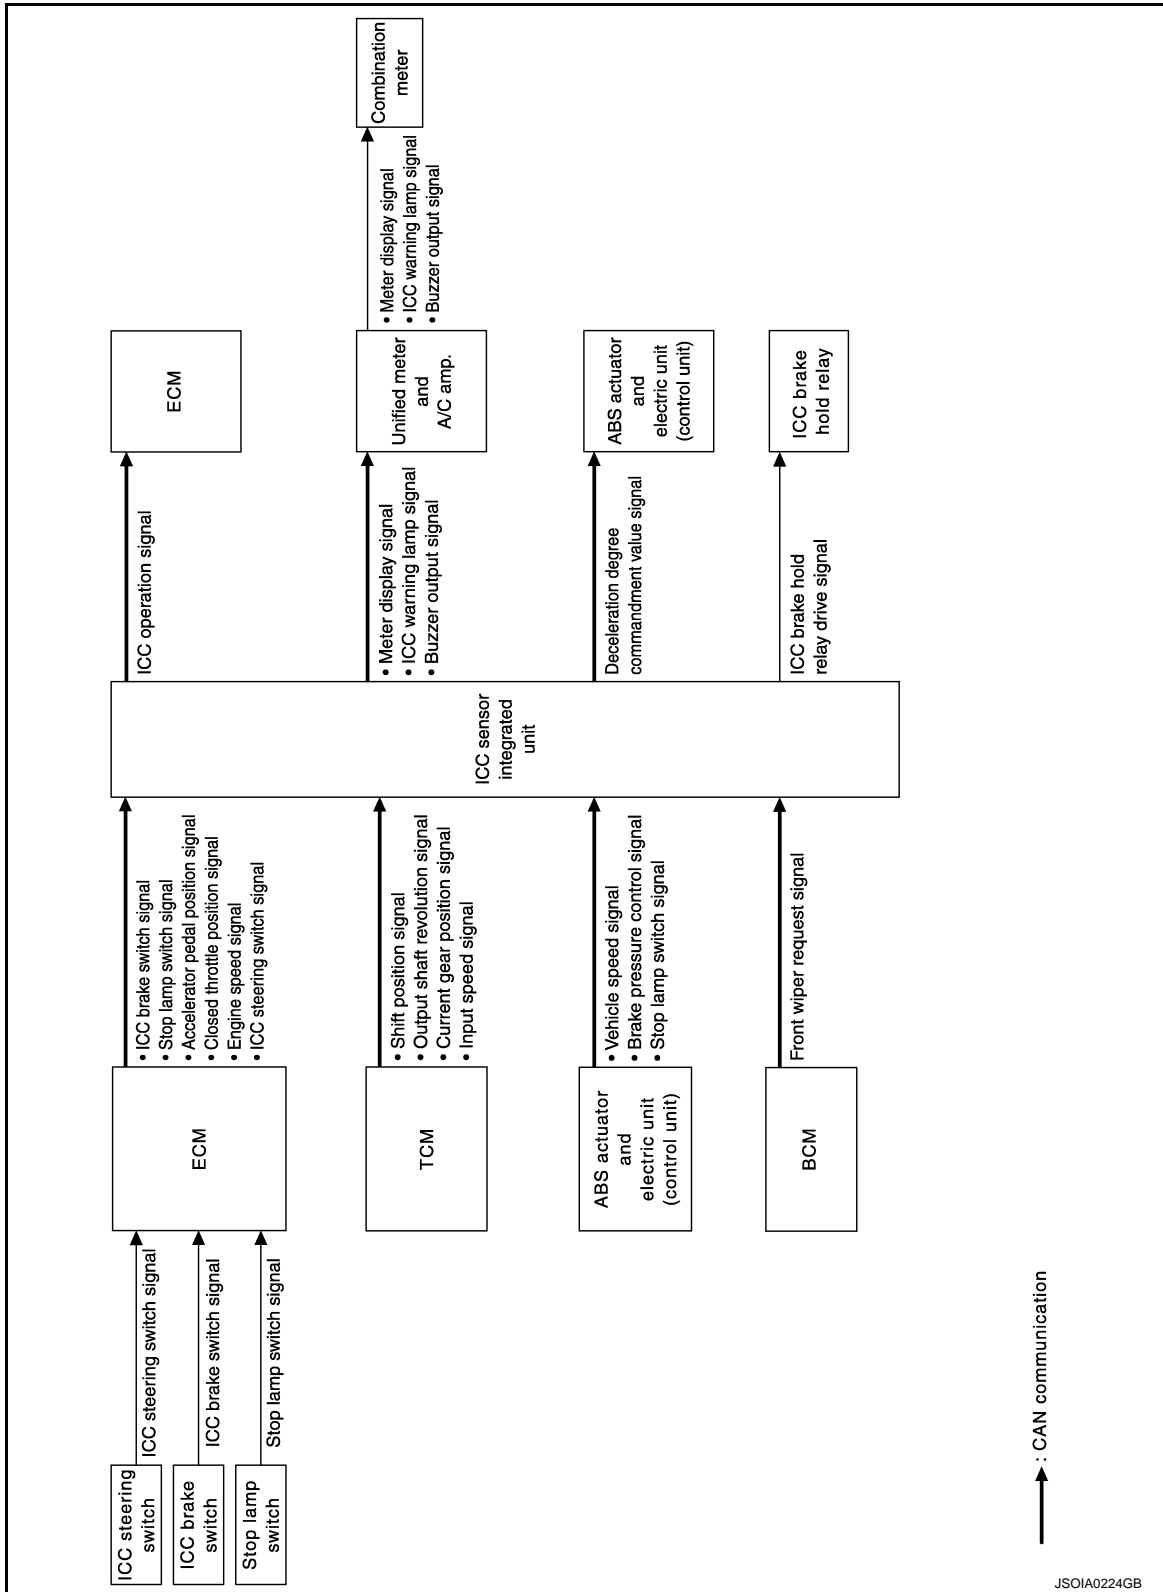 ICC steering
switch
ICC brake
switch
Stop lamp
switch
ICC steering switch signal
ICC brake switch signal
Stop lamp switch signal
ECM
• ICC brake switch signal
• Stop lamp switch signal
• Accelerator pedal position signal
• Closed throttle position signal
• Engine speed signal
• ICC steering switch signal
TCM
• Shift position signal
• Output shaft revolution signal
• Current gear position signal
• Input speed signal
ABS actuator
and
electric unit
(control unit)
• Vehicle speed signal
• Brake pressure control signal
• Stop lamp switch signal
BCM
Front wiper request signal
ICC sensor
integrated
unit
ICC operation signal
ECM
• Meter display signal
• ICC warning lamp signal
• Buzzer output signal
Unified meter
and
A/C amp.
• Meter display signal
• ICC warning lamp signal
• Buzzer output signal
Combination
meter
Deceleration degree
commandment value signal
ABS actuator
and
electric unit
(control unit)
ICC brake hold
relay drive signal
ICC brake
hold relay
: CAN communication
JSOIA0224GB